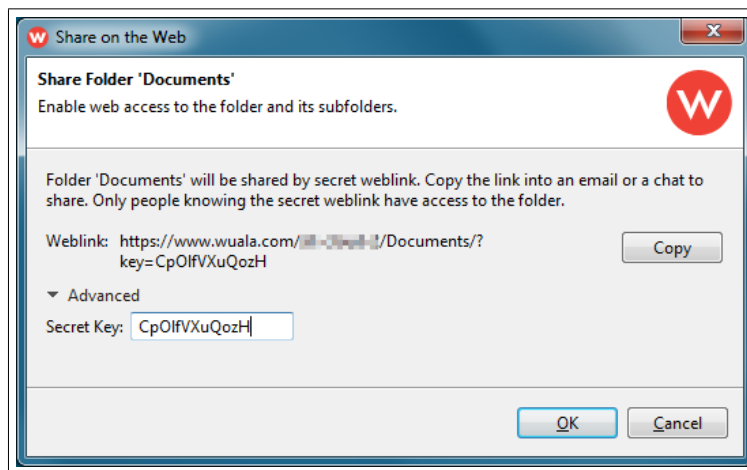 Share on the Web
Share Folder 'Documents'
Enable web access to the folder and its subfolders.
W
Folder 'Documents' will be shared by secret weblink. Copy the link into an email or a chat to
share. Only people knowing the secret weblink have access to the folder.
Weblink: https://www.wuala.com/ /Documents/?
key=CpOlfVXuQozH
Copy
Advanced
Secret Key: CpOlfVXuQozH
OK Cancel